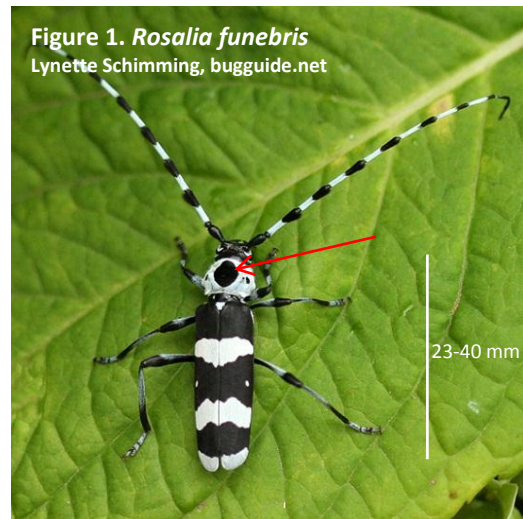 Figure 1. Rosalia funebris
Lynette Schimming, bugguide.net
23-40 mm